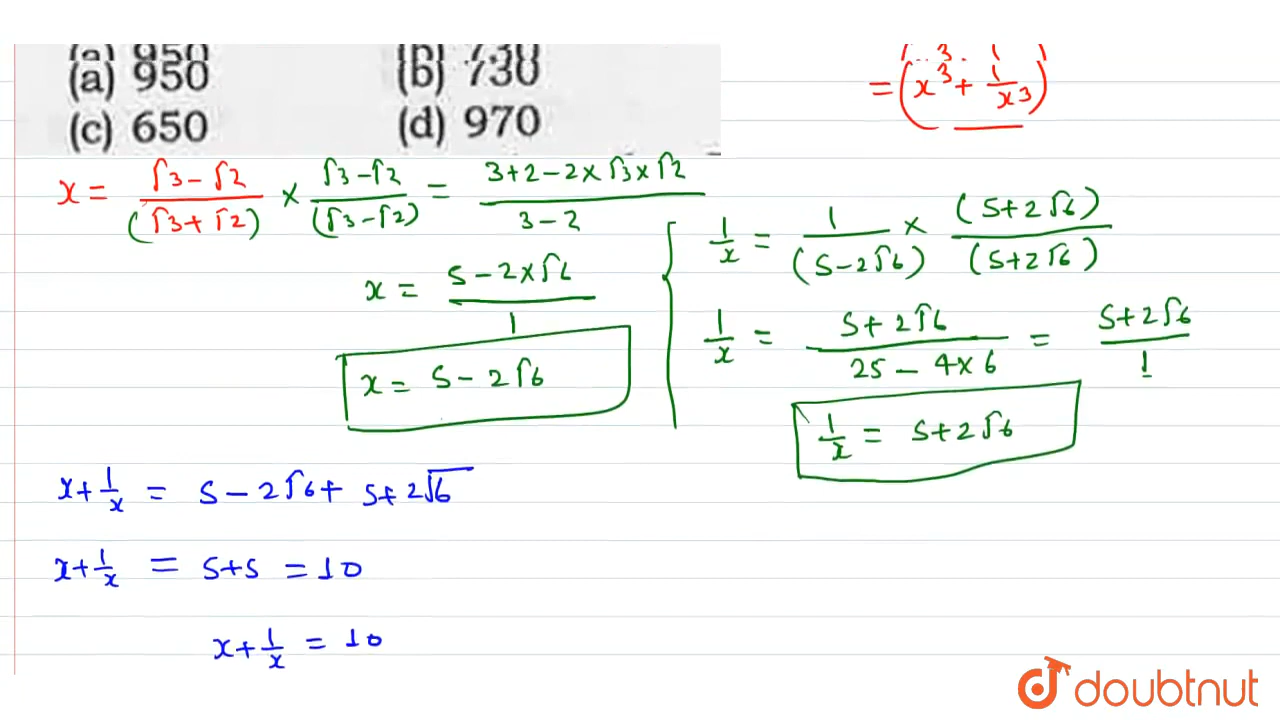 (a) 950 (b) 730
(c) 650 (d) 970
= (x³ + 1/x³)
x = (√3 - √2)/(√3 + √2) × (√3 - √2)/(√3 - √2) = (3 + 2 - 2 × √3 × √2)/(3 - 2)
x = (5 - 2 × √6)/1
x = 5 - 2√6
1/x = 1/(5 - 2√6) × (5 + 2√6)/(5 + 2√6)
1/x = (5 + 2√6)/(25 - 4 × 6) = (5 + 2√6)/1
1/x = 5 + 2√6
x + 1/x = 5 - 2√6 + 5 + 2√6
x + 1/x = 5 + 5 = 10
x + 1/x = 10
doubtnut